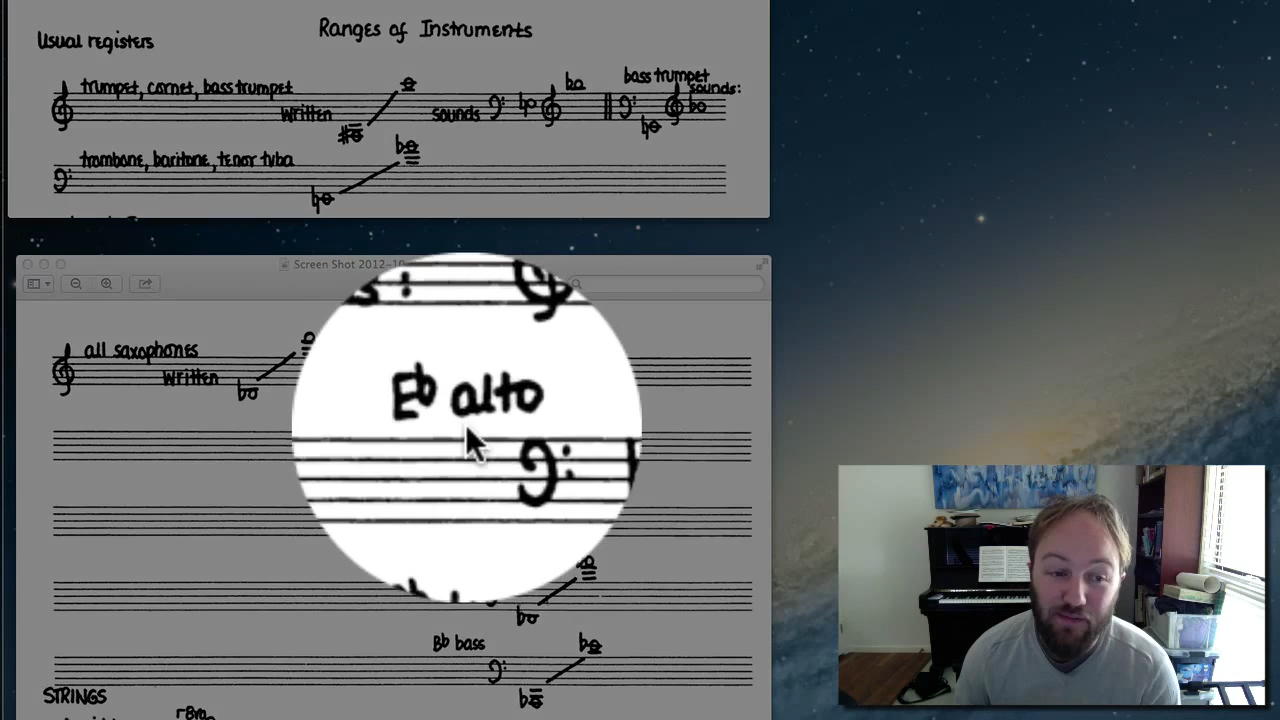 Ranges of Instruments
Usual registers
trumpet, cornet, bass trumpet
written
sounds
bass trumpet
sounds:
trombone, baritone, tenor tuba
Screen Shot 2012-10
all saxophones
written
Eb alto
Bb bass
STRINGS